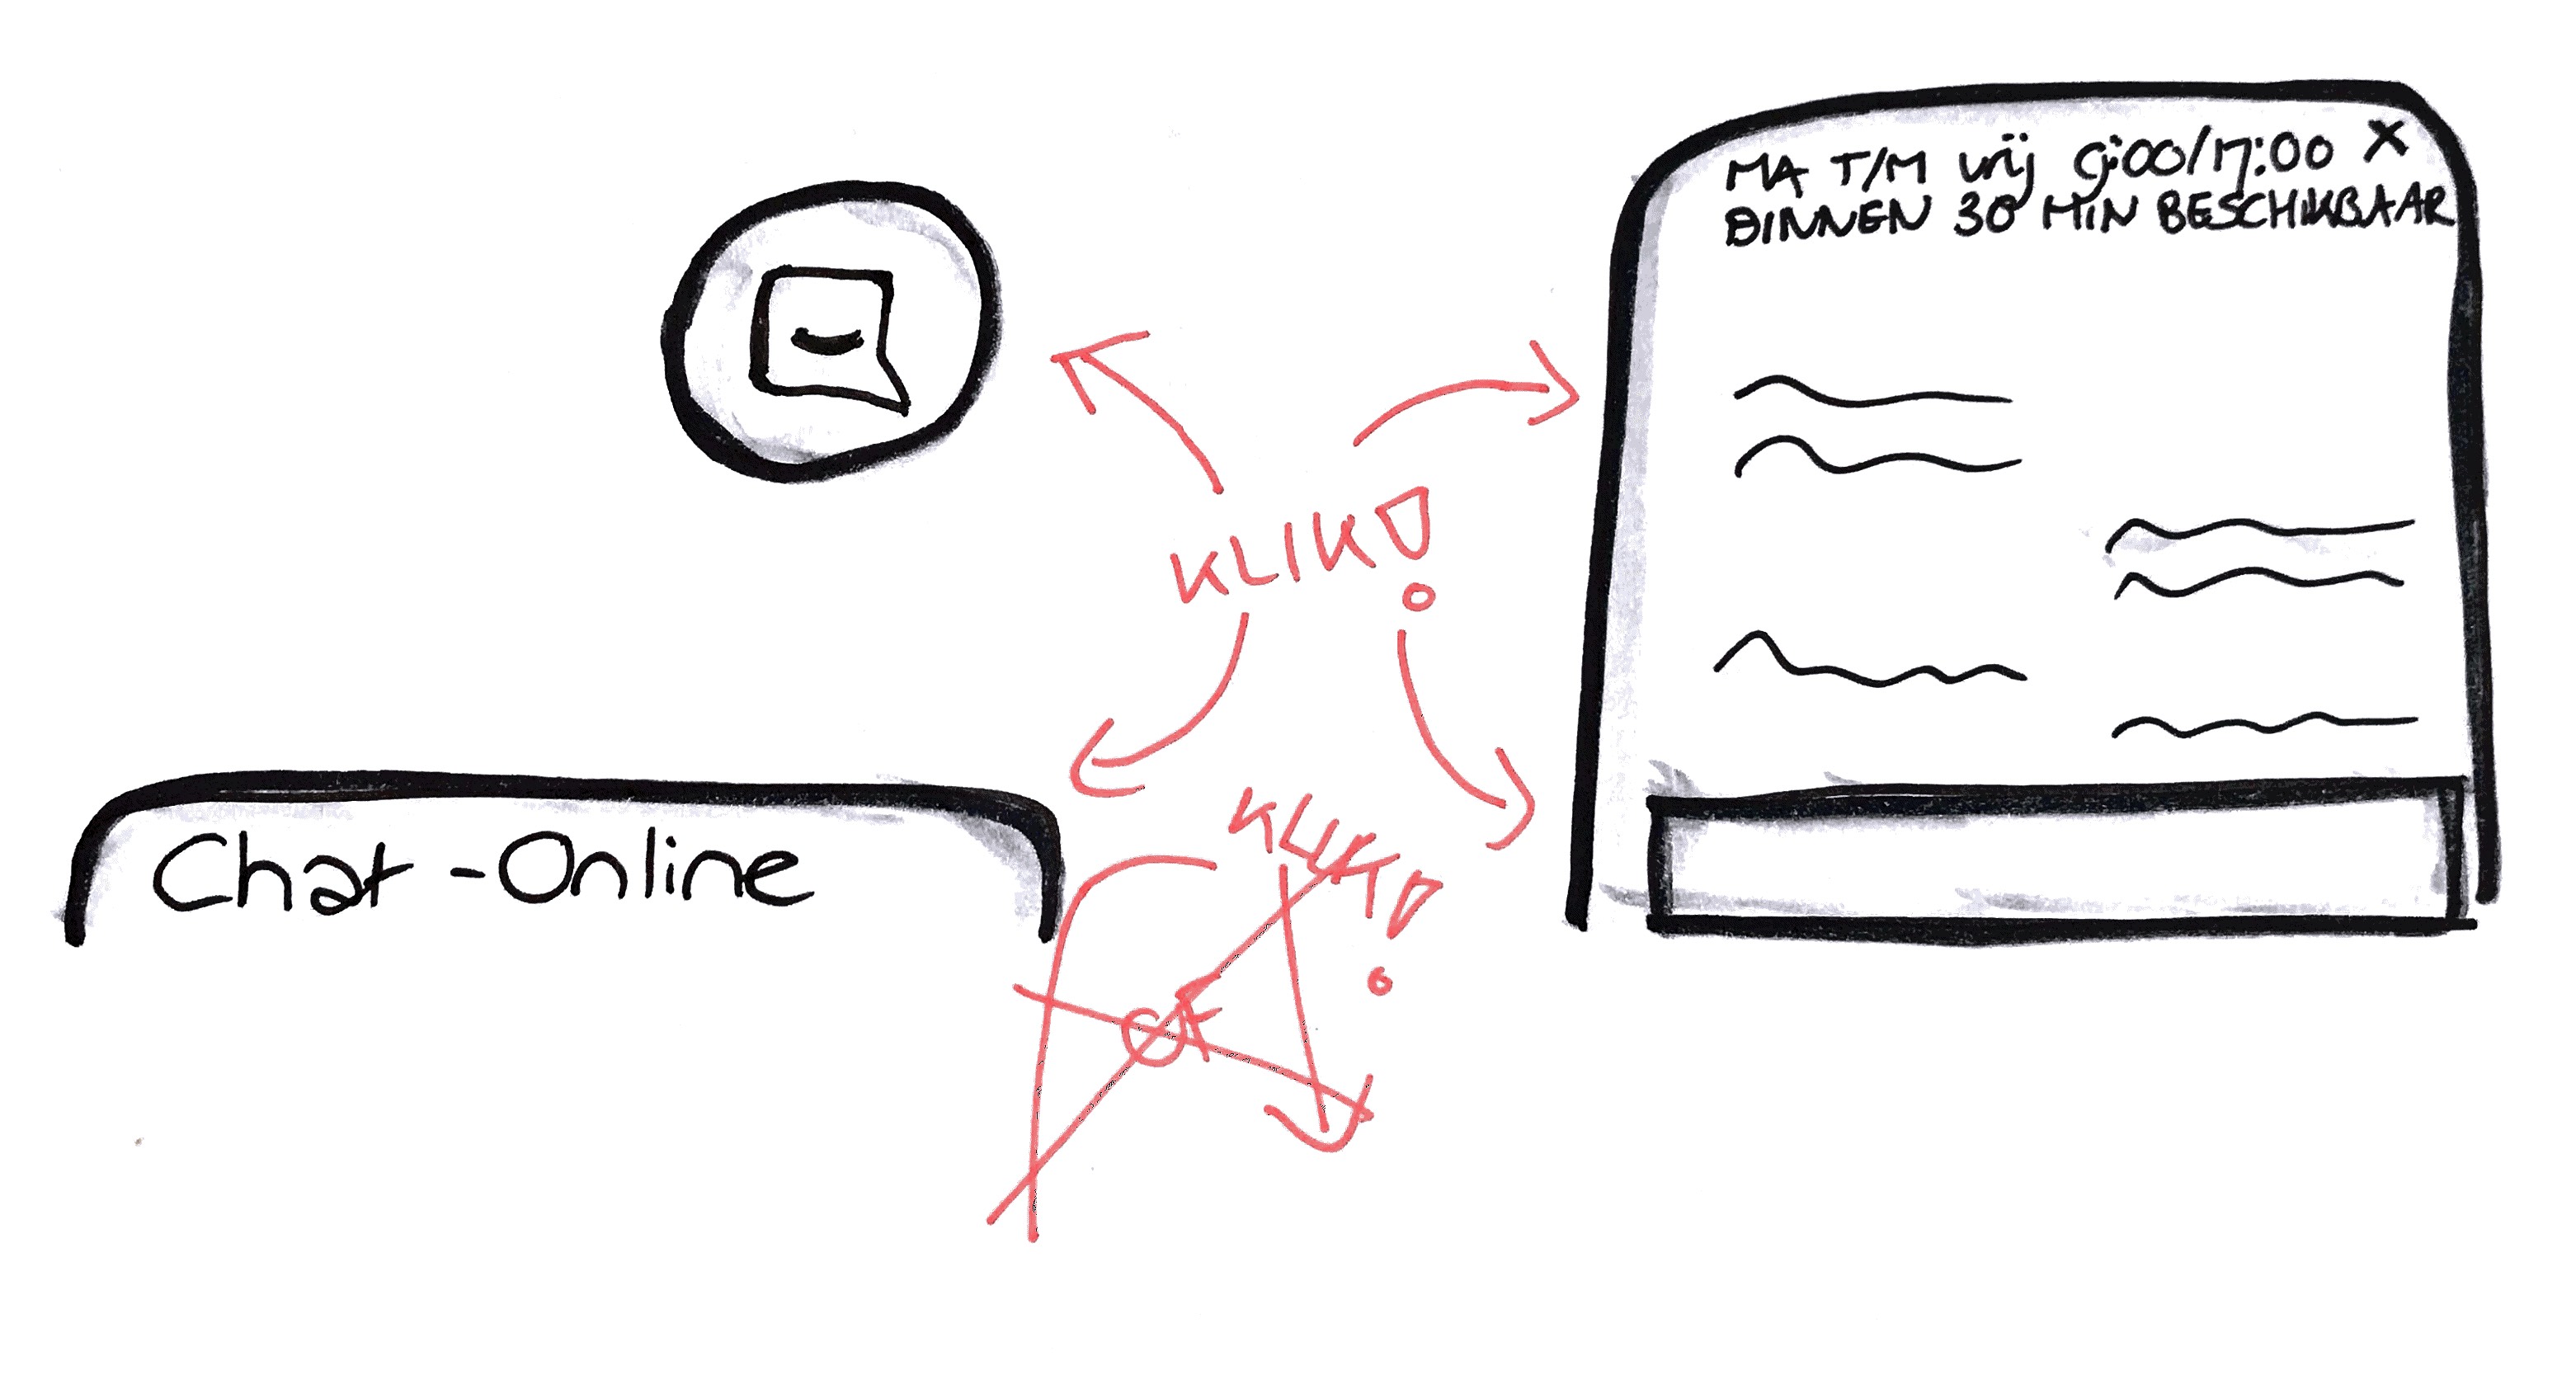 MA T/M vrij 9:00/17:00 X
BINNEN 30 MIN BESCHIKBAAR
KLIK!
Chat - Online
KLIK!
OF